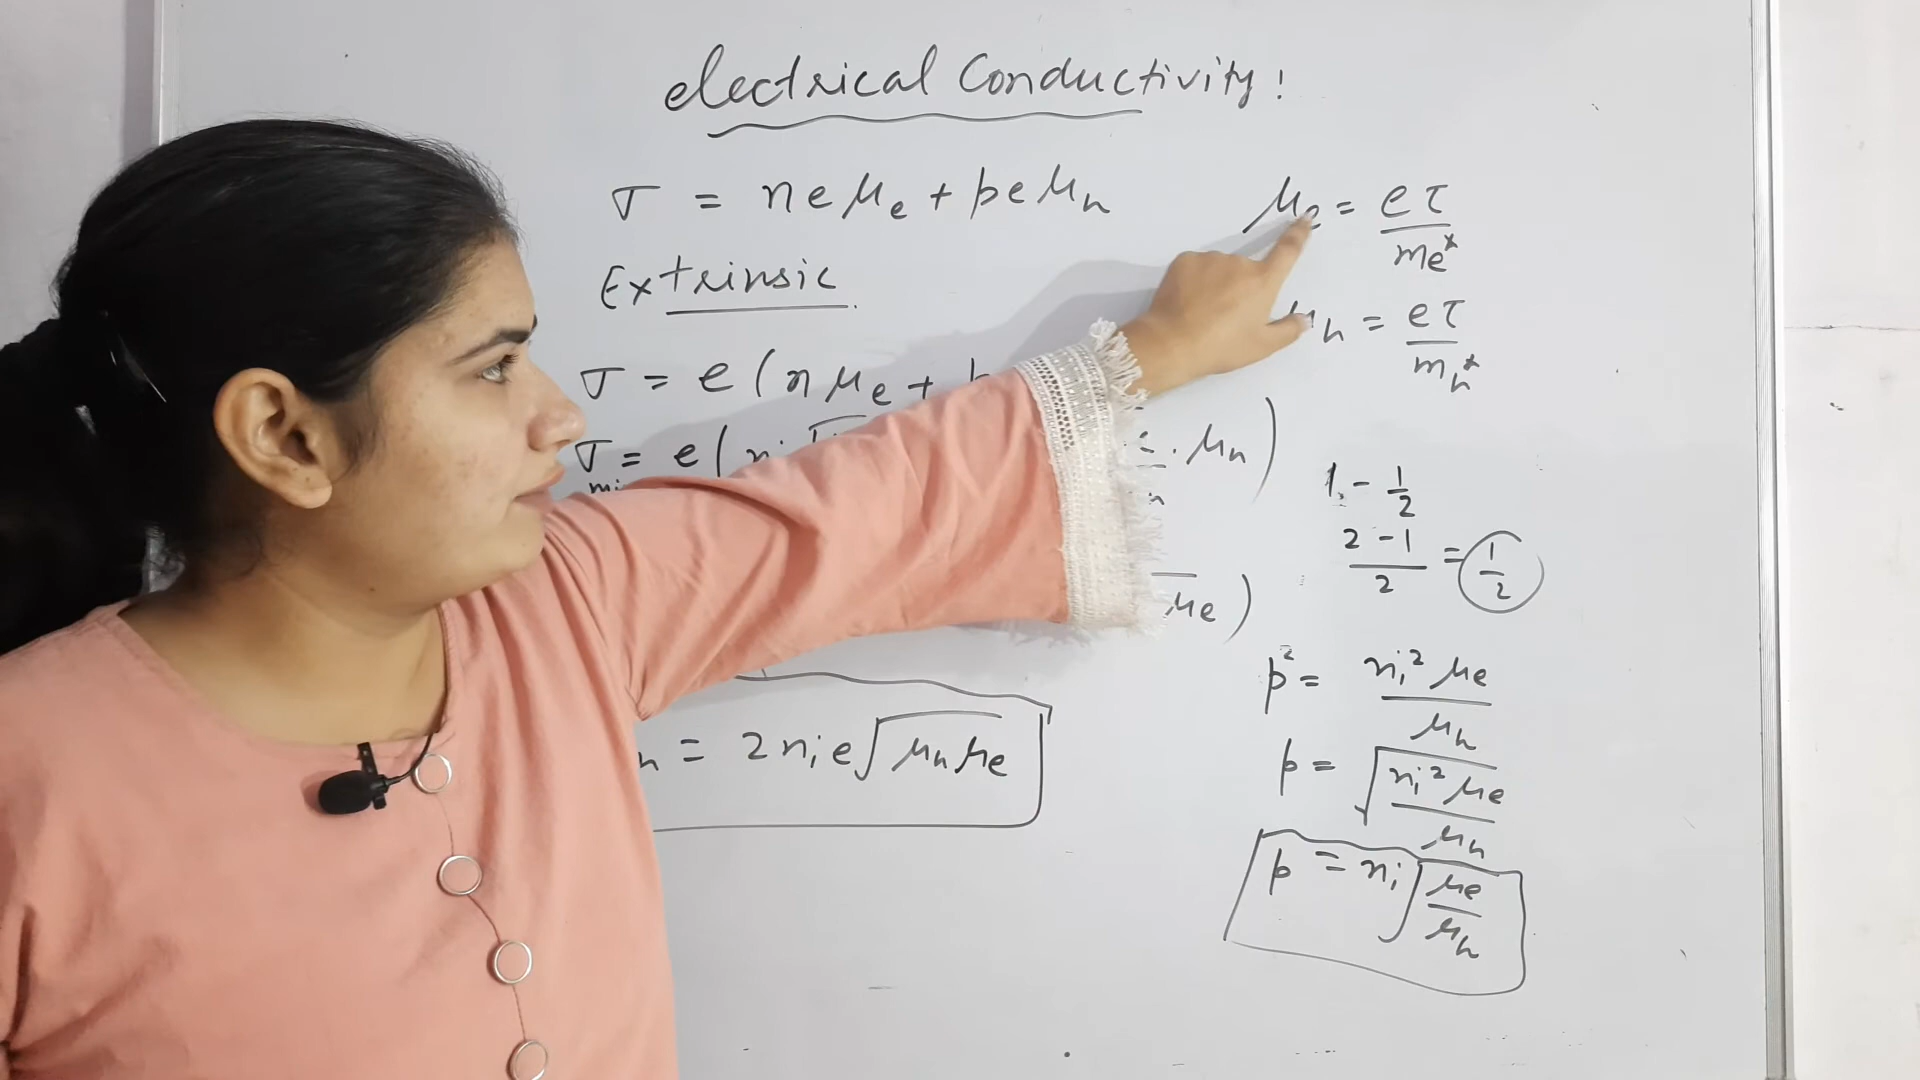 electrical Conductivity:
σ = neμe + peμh
Extrinsic
σ = e(nμe +
σ = e(ni
μh)
μe)
= 2nie√μhμe
μe = eτ/me*
μh = eτ/mh*
1 - 1/2
2-1/2 = 1/2
p² = ni² μe/μh
p = √ni² μe/μh
p = ni √μe/μh